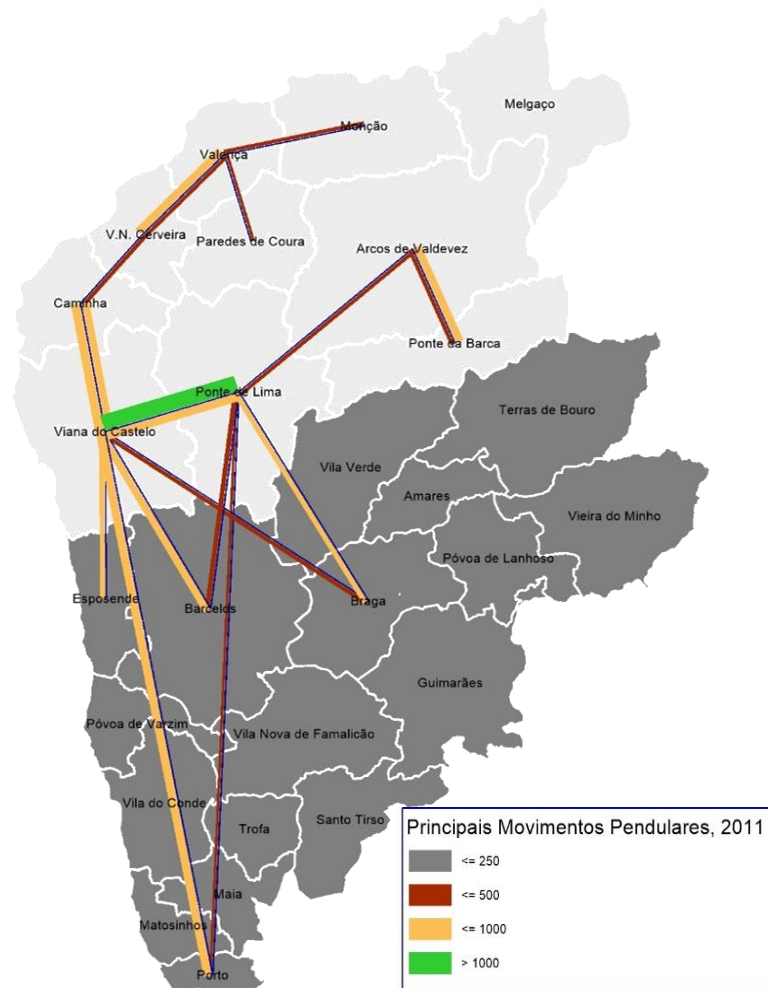 Melgaço
Monção
Valença
V.N. Cerveira
Paredes de Coura
Arcos de Valdevez
Caminha
Ponte da Barca
Ponte de Lima
Viana do Castelo
Terras de Bouro
Vila Verde
Amares
Vieira do Minho
Póvoa de Lanhoso
Esposende
Barcelos
Braga
Guimarães
Póvoa de Varzim
Vila Nova de Famalicão
Vila do Conde
Trofa
Santo Tirso
Maia
Matosinhos
Porto
Principais Movimentos Pendulares, 2011
<= 250
<= 500
<= 1000
> 1000